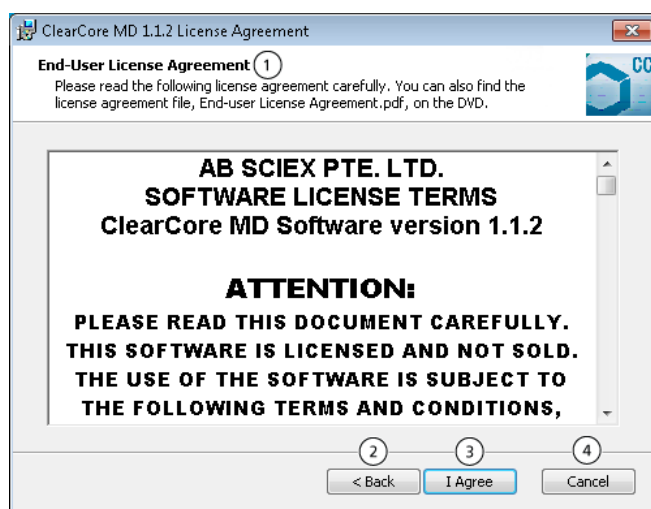 ClearCore MD 1.1.2 License Agreement
End-User License Agreement 1
Please read the following license agreement carefully. You can also find the
license agreement file, End-user License Agreement.pdf, on the DVD.
CC
AB SCIEX PTE. LTD.
SOFTWARE LICENSE TERMS
ClearCore MD Software version 1.1.2
ATTENTION:
PLEASE READ THIS DOCUMENT CAREFULLY.
THIS SOFTWARE IS LICENSED AND NOT SOLD.
THE USE OF THE SOFTWARE IS SUBJECT TO
THE FOLLOWING TERMS AND CONDITIONS,
2 3 4
< Back I Agree Cancel